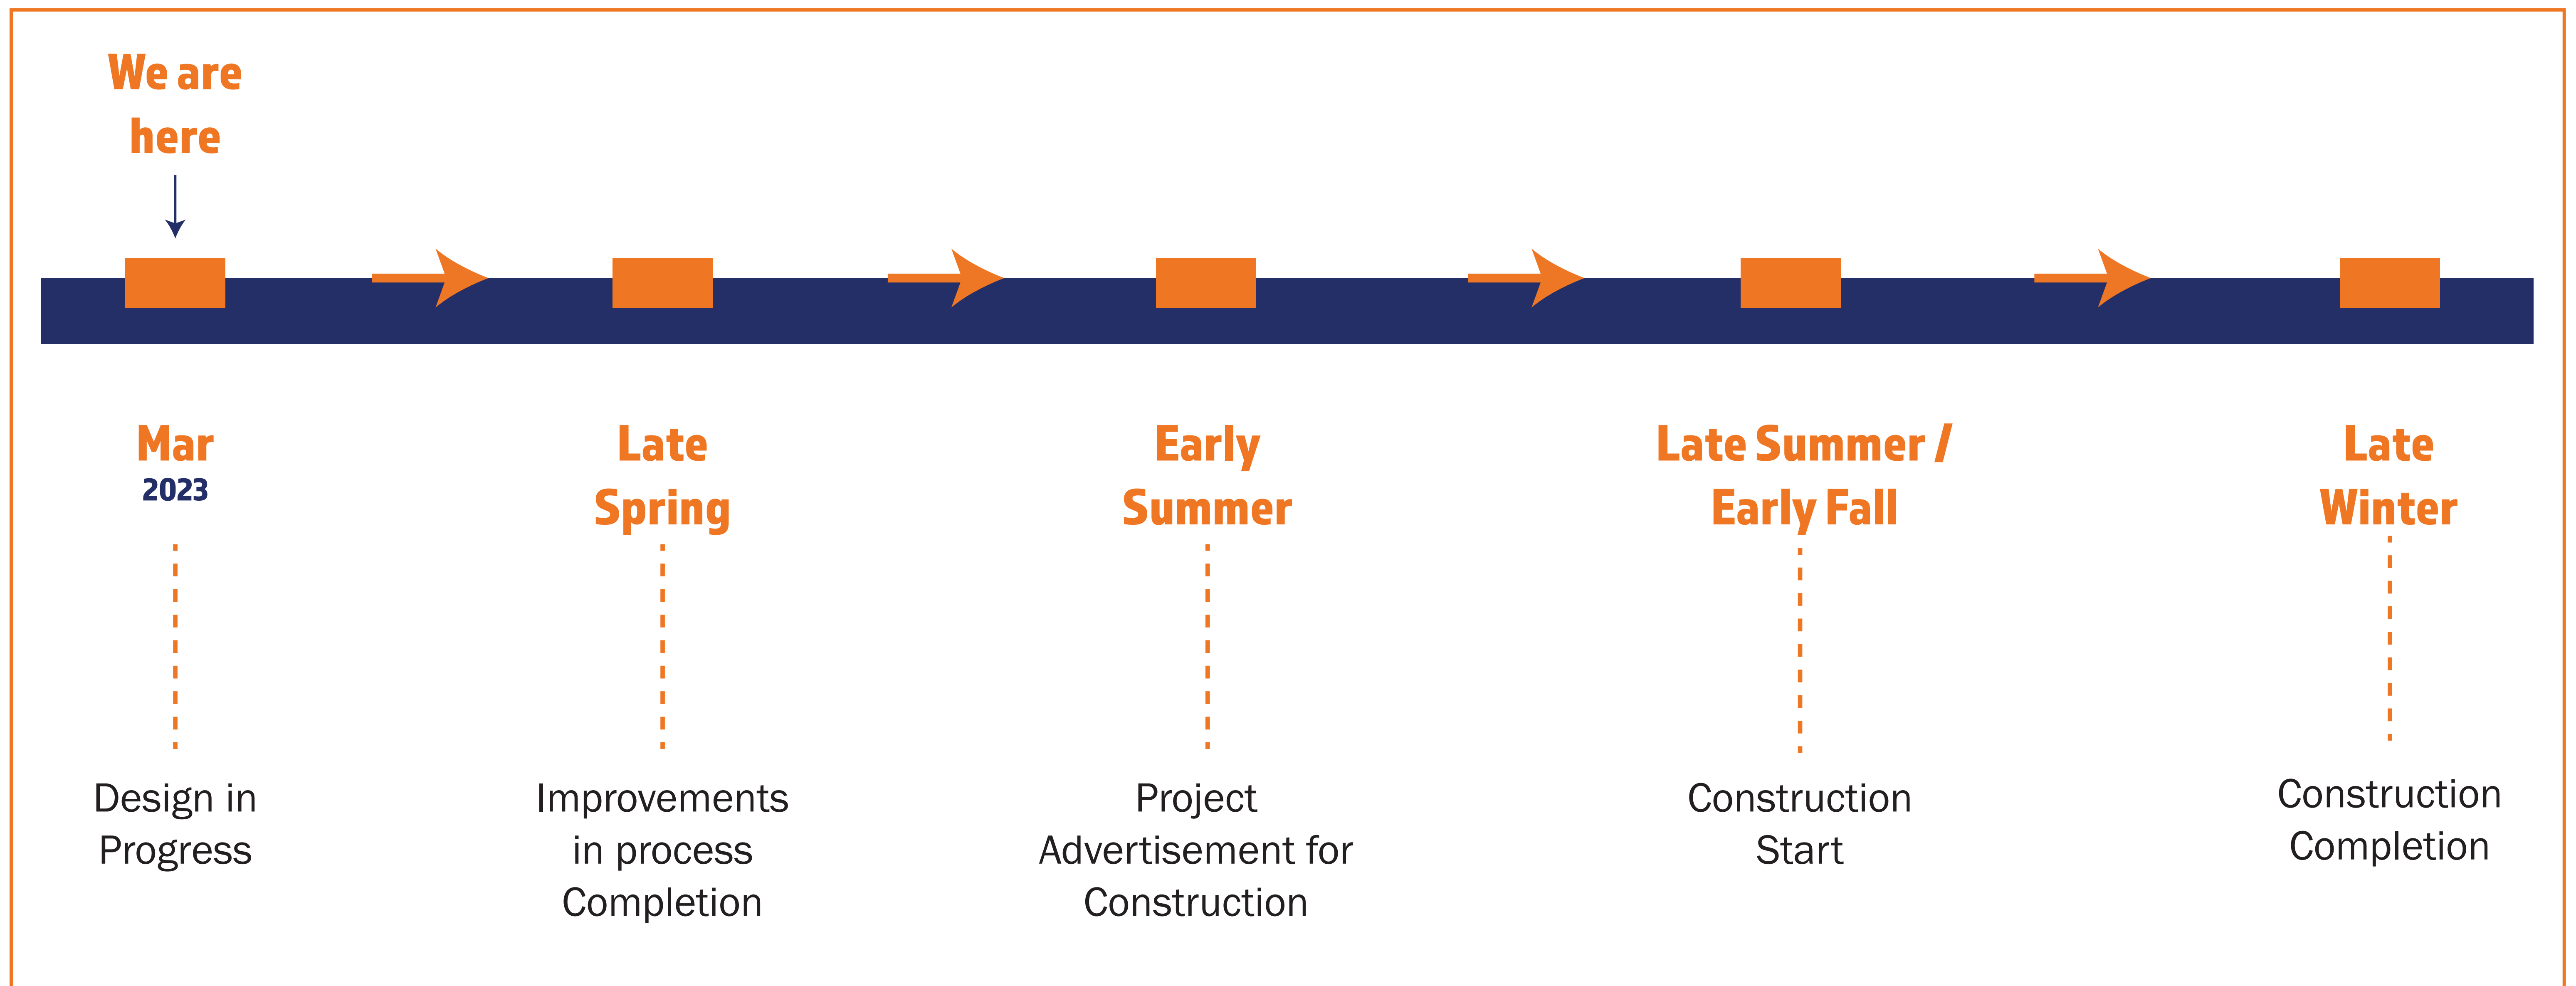 We are
here
Mar
2023
Late
Spring
Early
Summer
Late Summer /
Early Fall
Late
Winter
Design in
Progress
Improvements
in process
Completion
Project
Advertisement for
Construction
Construction
Start
Construction
Completion